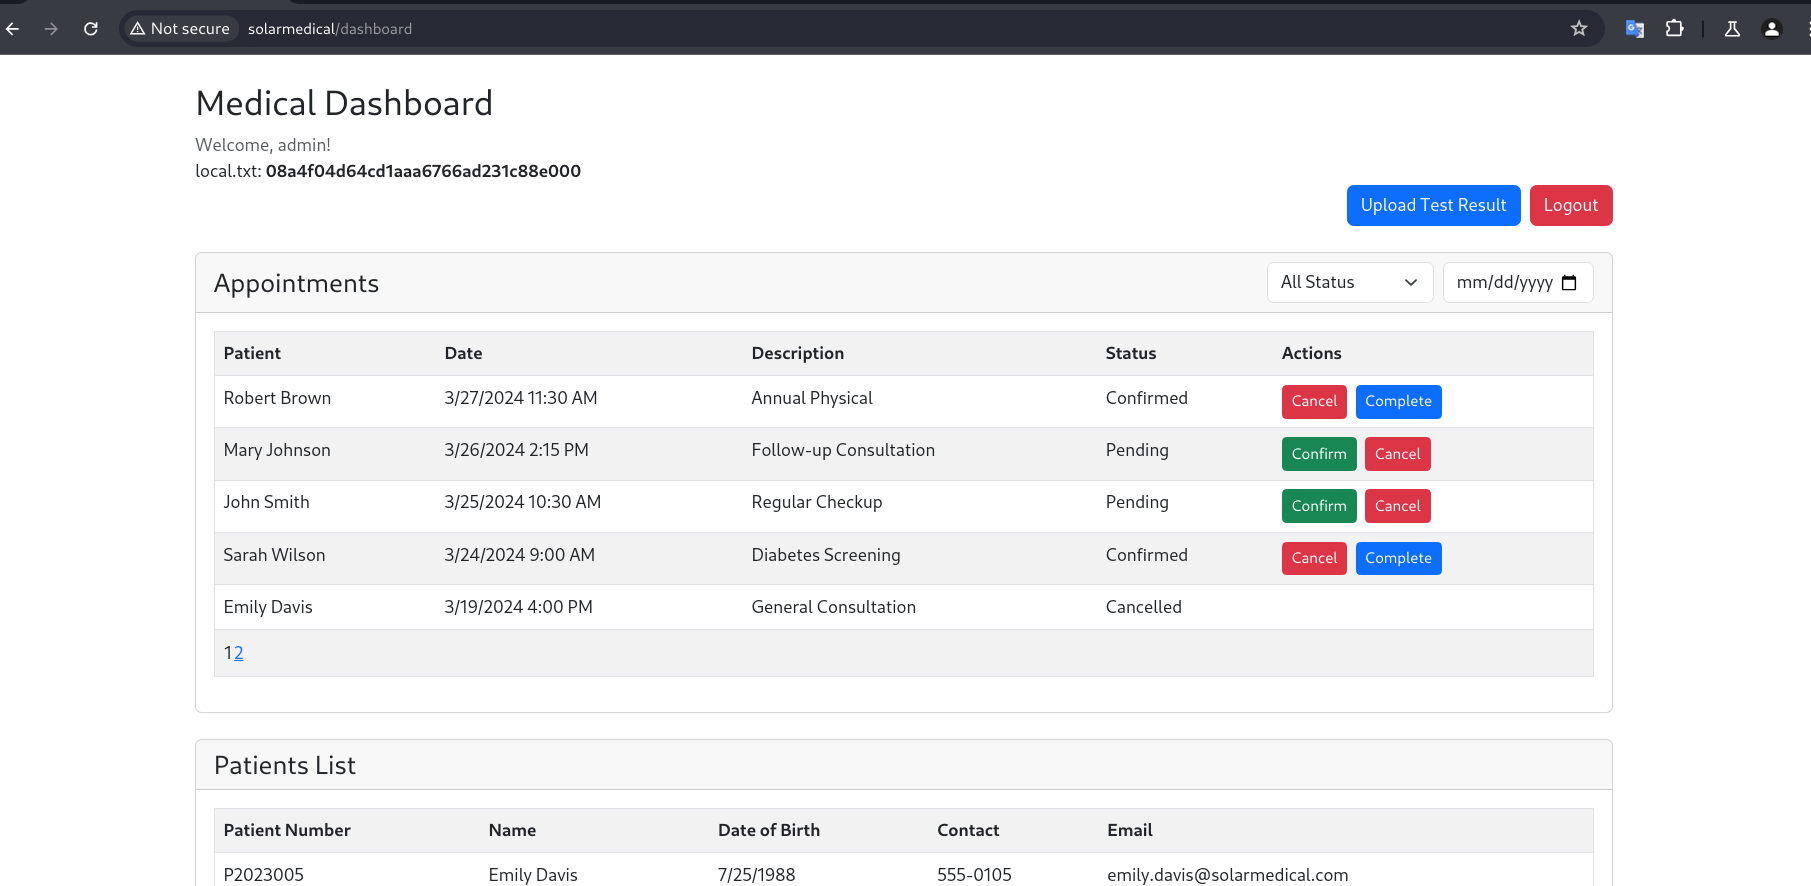 Not secure solarmedical/dashboard
Medical Dashboard
Welcome, admin!
local.txt: 08a4f04d64cd1aaa6766ad231c88e000
Upload Test Result Logout
Appointments All Status mm/dd/yyyy
Patient Date Description Status Actions
Robert Brown 3/27/2024 11:30 AM Annual Physical Confirmed Cancel Complete
Mary Johnson 3/26/2024 2:15 PM Follow-up Consultation Pending Confirm Cancel
John Smith 3/25/2024 10:30 AM Regular Checkup Pending Confirm Cancel
Sarah Wilson 3/24/2024 9:00 AM Diabetes Screening Confirmed Cancel Complete
Emily Davis 3/19/2024 4:00 PM General Consultation Cancelled
1 2
Patients List
Patient Number Name Date of Birth Contact Email
P2023005 Emily Davis 7/25/1988 555-0105 emily.davis@solarmedical.com